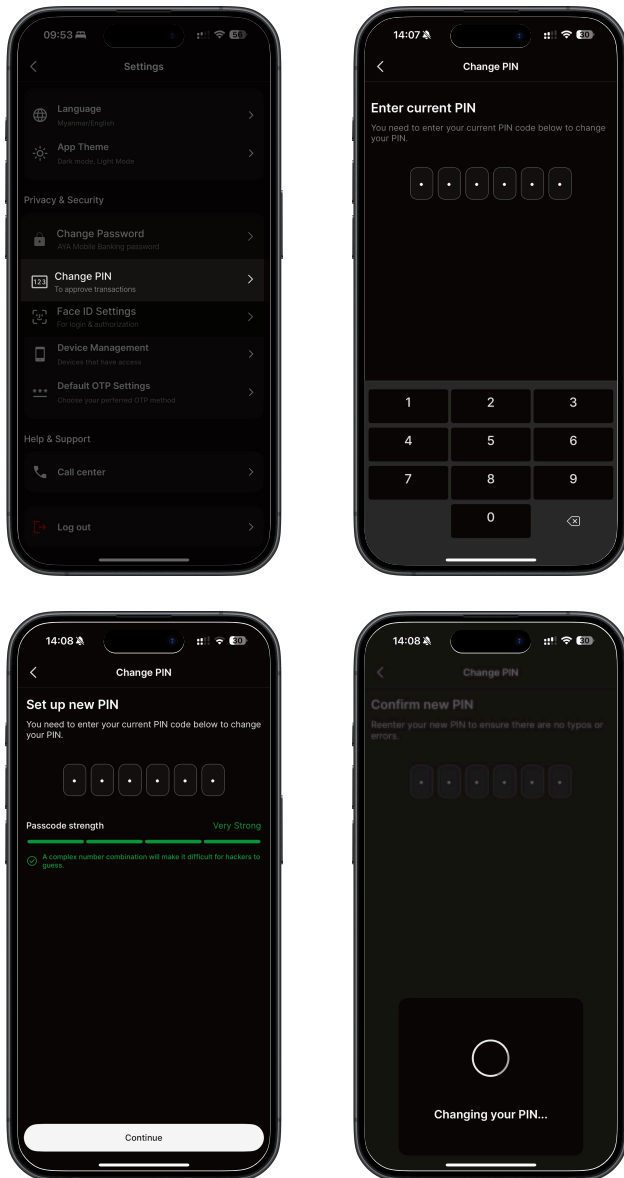 09:53
56
Settings
Language
Myanmar/English
App Theme
Dark mode, Light Mode
Privacy & Security
Change Password
AYA Mobile Banking password
123
Change PIN
To approve transactions
Face ID Settings
For login & authorization
Device Management
Devices that have access
Default OTP Settings
Choose your perferred OTP method
Help & Support
Call center
Log out
14:07
30
Change PIN
Enter current PIN
You need to enter your current PIN code below to change
your PIN.
1 2 3
4 5 6
7 8 9
0
14:08
30
Change PIN
Set up new PIN
You need to enter your current PIN code below to change
your PIN.
Passcode strength Very Strong
A complex number combination will make it difficult for hackers to
guess.
Continue
14:08
30
Change PIN
Confirm new PIN
Reenter your new PIN to ensure there are no typos or
errors.
Changing your PIN...